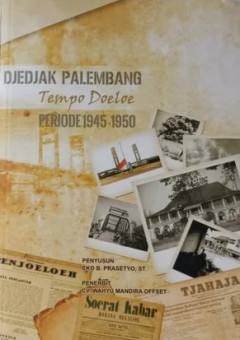 DJEDJAK PALEMBANG
Tempo Doeloe
PERIODE 1945-1950
PENYUSUN
EKO B. PRASETYO, ST
PENERBIT
CV. WAHYU MANDIRA OFFSET
PENJOELOEH
Soerat Kabar
TJAHAJA